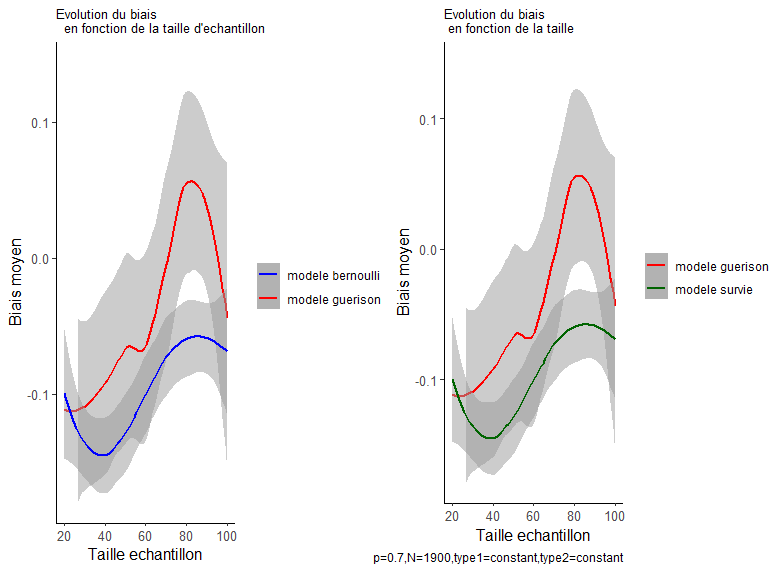 Evolution du biais
en fonction de la taille d'echantillon
Biais moyen
0.1
0.0
-0.1
20 40 60 80 100
Taille echantillon
modele bernoulli
modele guerison
Evolution du biais
en fonction de la taille
Biais moyen
0.1
0.0
-0.1
20 40 60 80 100
Taille echantillon
modele guerison
modele survie
p=0.7,N=1900,type1=constant,type2=constant